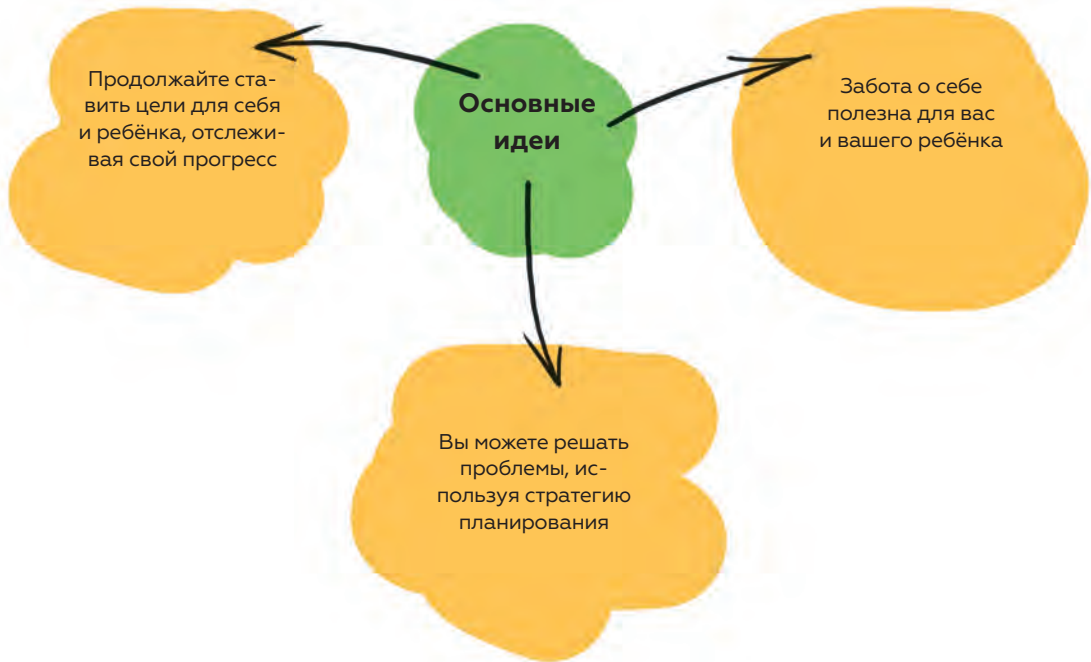 Основные
идеи
Продолжайте ста-
вить цели для себя
и ребёнка, отслежи-
вая свой прогресс
Забота о себе
полезна для вас
и вашего ребёнка
Вы можете решать
проблемы, ис-
пользуя стратегию
планирования